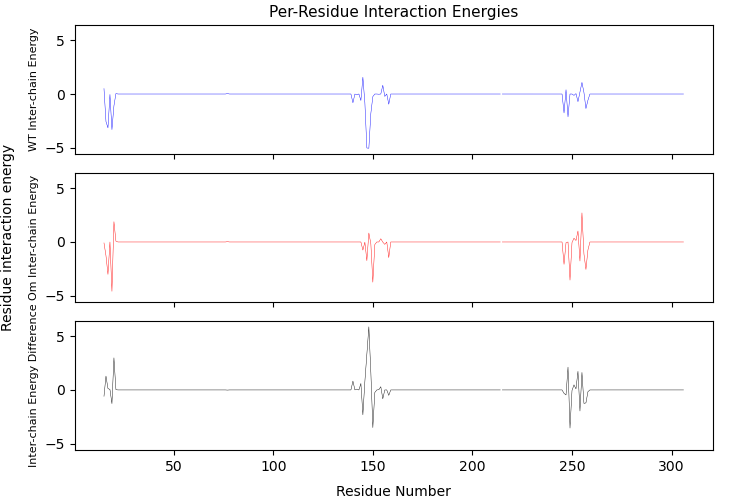 Per-Residue Interaction Energies
Residue interaction energy
WT Inter-chain Energy
5
0
−5
Om Inter-chain Energy
5
0
−5
Inter-chain Energy Difference
5
0
−5
50
100
150
200
250
300
Residue Number